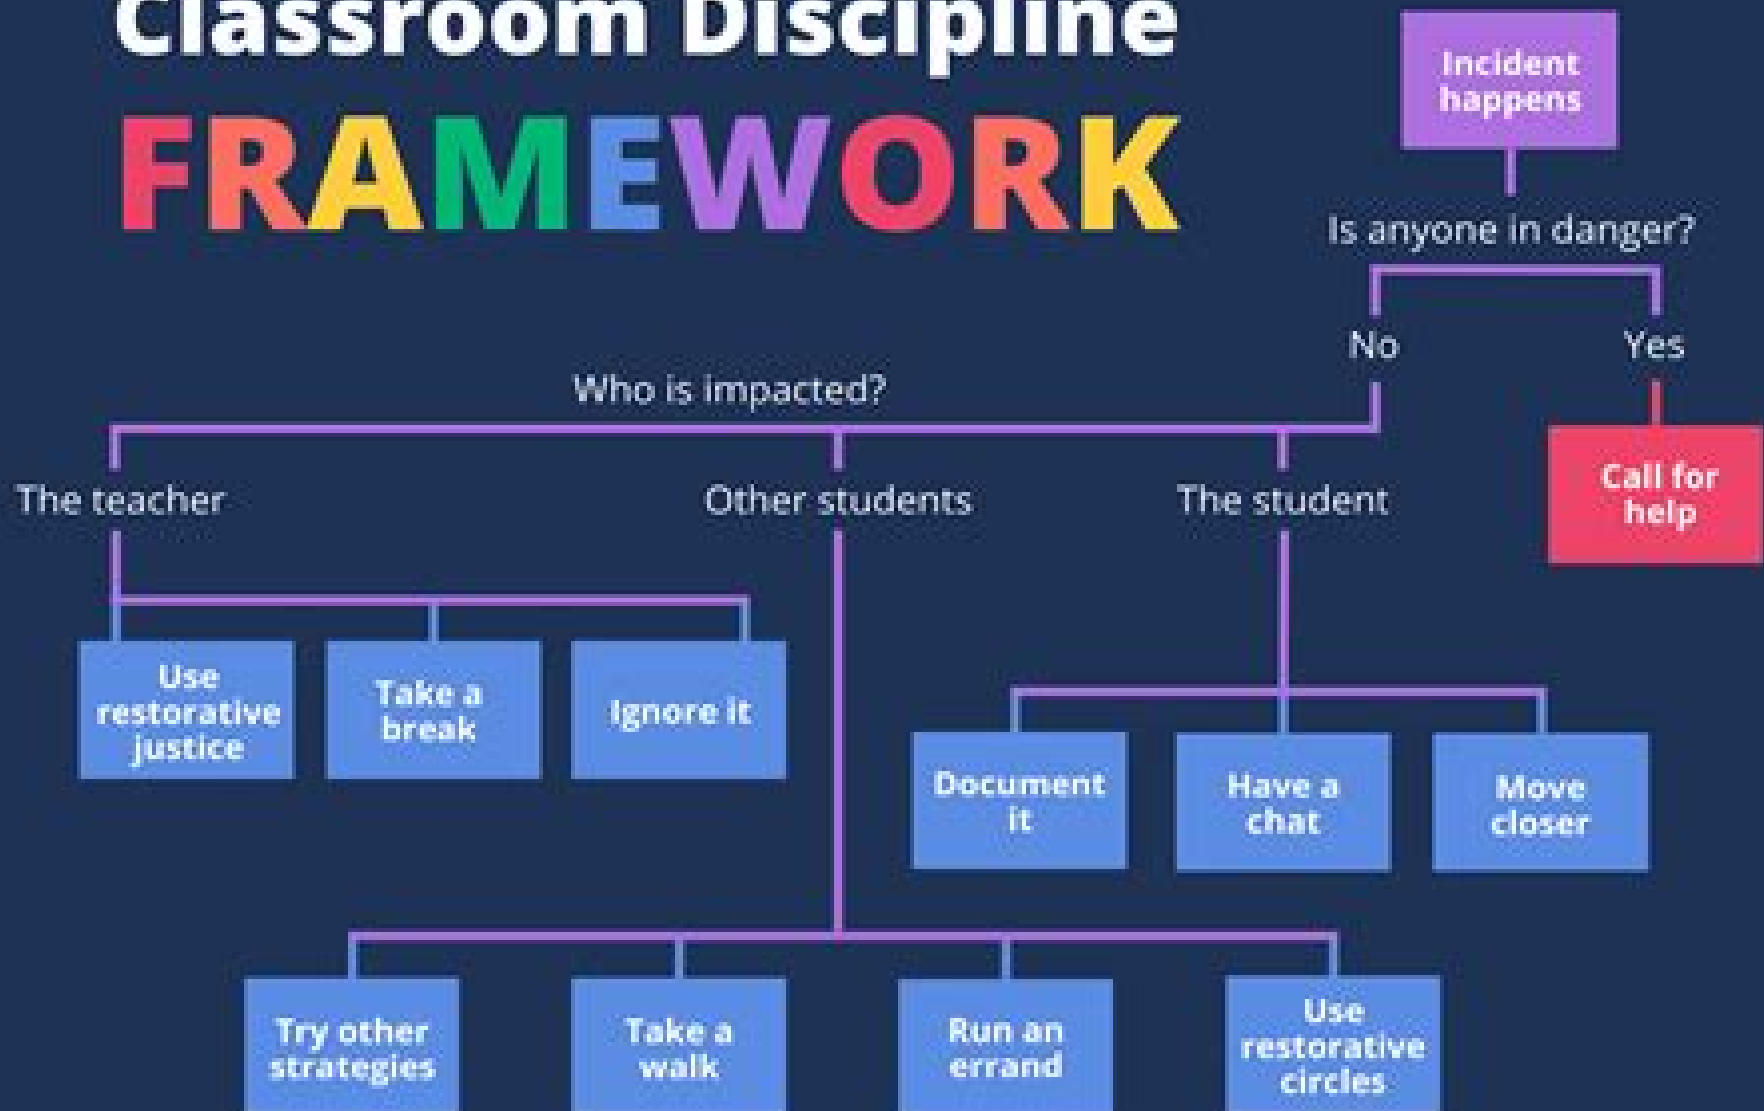 Classroom Discipline
FRAMEWORK
Incident
happens
Is anyone in danger?
No
Yes
Who is impacted?
Call for
help
The teacher
Other students
The student
Use
restorative
justice
Take a
break
Ignore it
Document
it
Have a
chat
Move
closer
Try other
strategies
Take a
walk
Run an
errand
Use
restorative
circles